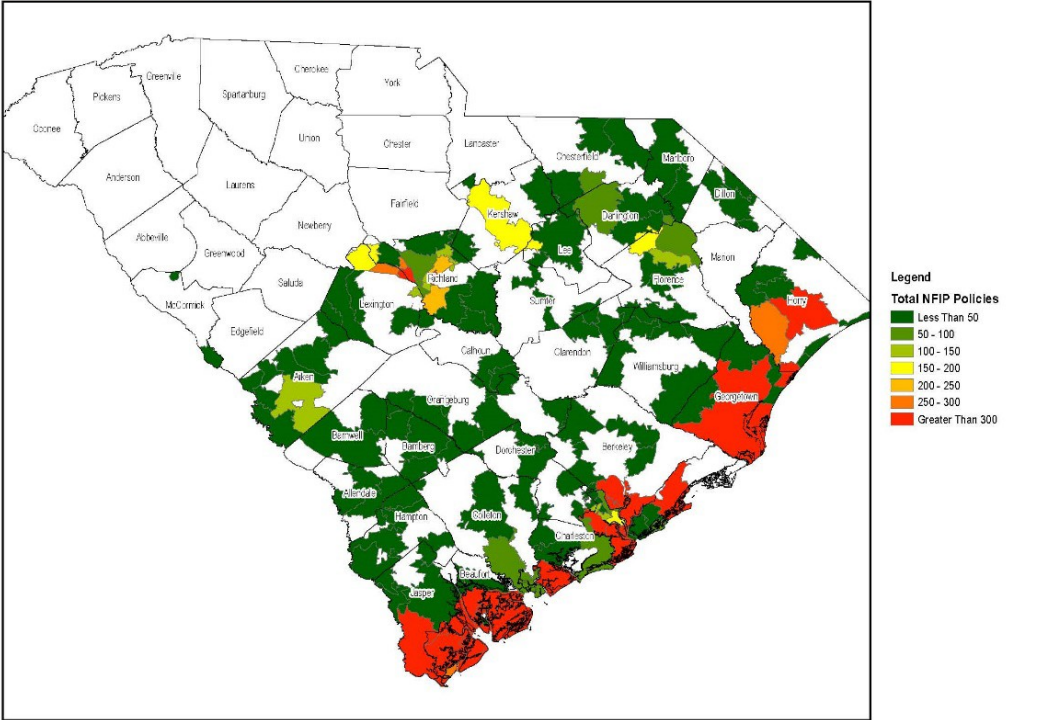 Cherokee
Greenville
York
Spartanburg
Pickens
Oconee
Union
Chester
Lancaster
Chesterfield
Marlboro
Anderson
Laurens
Dillon
Fairfield
Kershaw
Darlington
Newberry
Abbeville
Greenwood
Lee
Marion
Saluda
Richland
Florence
McCormick
Lexington
Sumter
Horry
Edgefield
Calhoun
Clarendon
Williamsburg
Aiken
Orangeburg
Georgetown
Barnwell
Bamberg
Dorchester
Berkeley
Allendale
Hampton
Colleton
Charleston
Beaufort
Jasper
Legend
Total NFIP Policies
Less Than 50
50 - 100
100 - 150
150 - 200
200 - 250
250 - 300
Greater Than 300